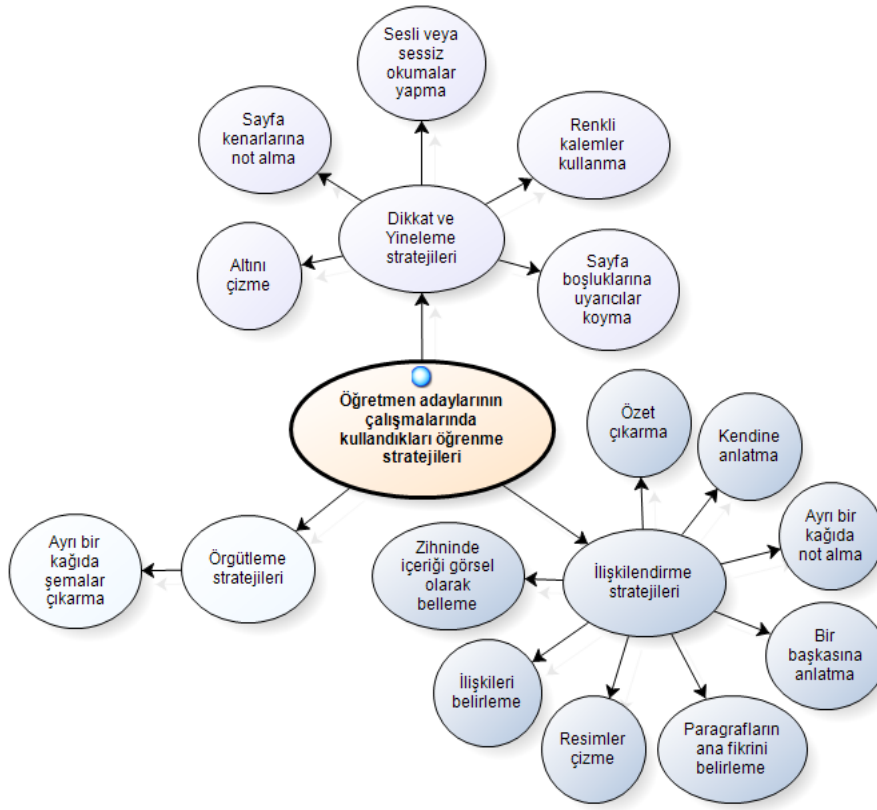 Sesli veya
sessiz
okumalar
yapma
Sayfa
kenarlarına
not alma
Renkli
kalemler
kullanma
Dikkat ve
Yineleme
stratejileri
Altını
çizme
Sayfa
boşluklarına
uyarıcılar
koyma
Öğretmen adaylarının
çalışmalarında
kullandıkları öğrenme
stratejileri
Özet
çıkarma
Kendine
anlatma
Ayrı bir
kağıda
not alma
Zihninde
içeriği görsel
olarak
belleme
İlişkilendirme
stratejileri
Örgütleme
stratejileri
Ayrı bir
kağıda
şemalar
çıkarma
Bir
başkasına
anlatma
İlişkileri
belirleme
Resimler
çizme
Paragrafların
ana fikrini
belirleme